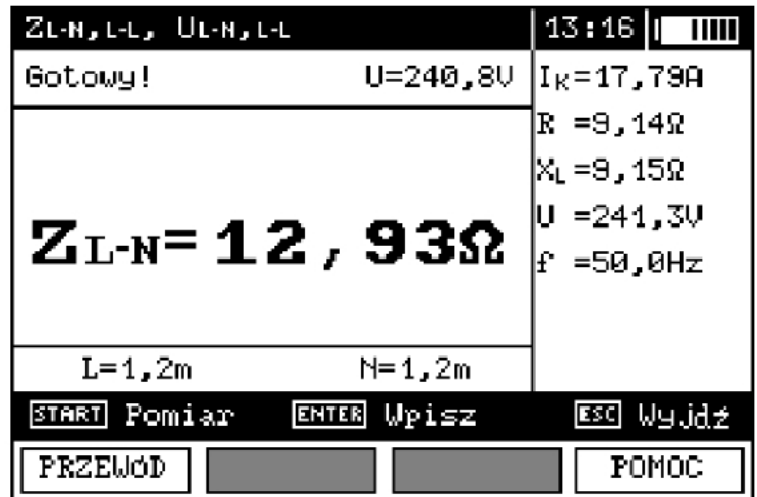 ZL-N,L-L, UL-N,L-L 13:16
Gotowy! U=240,8V
IK=17,79A
R =9,14Ω
XL=9,15Ω
U =241,3V
f =50,0Hz
ZL-N=12,93Ω
L=1,2m N=1,2m
START Pomiar ENTER Wpisz ESC Wyjdź
PRZEWÓD POMOC